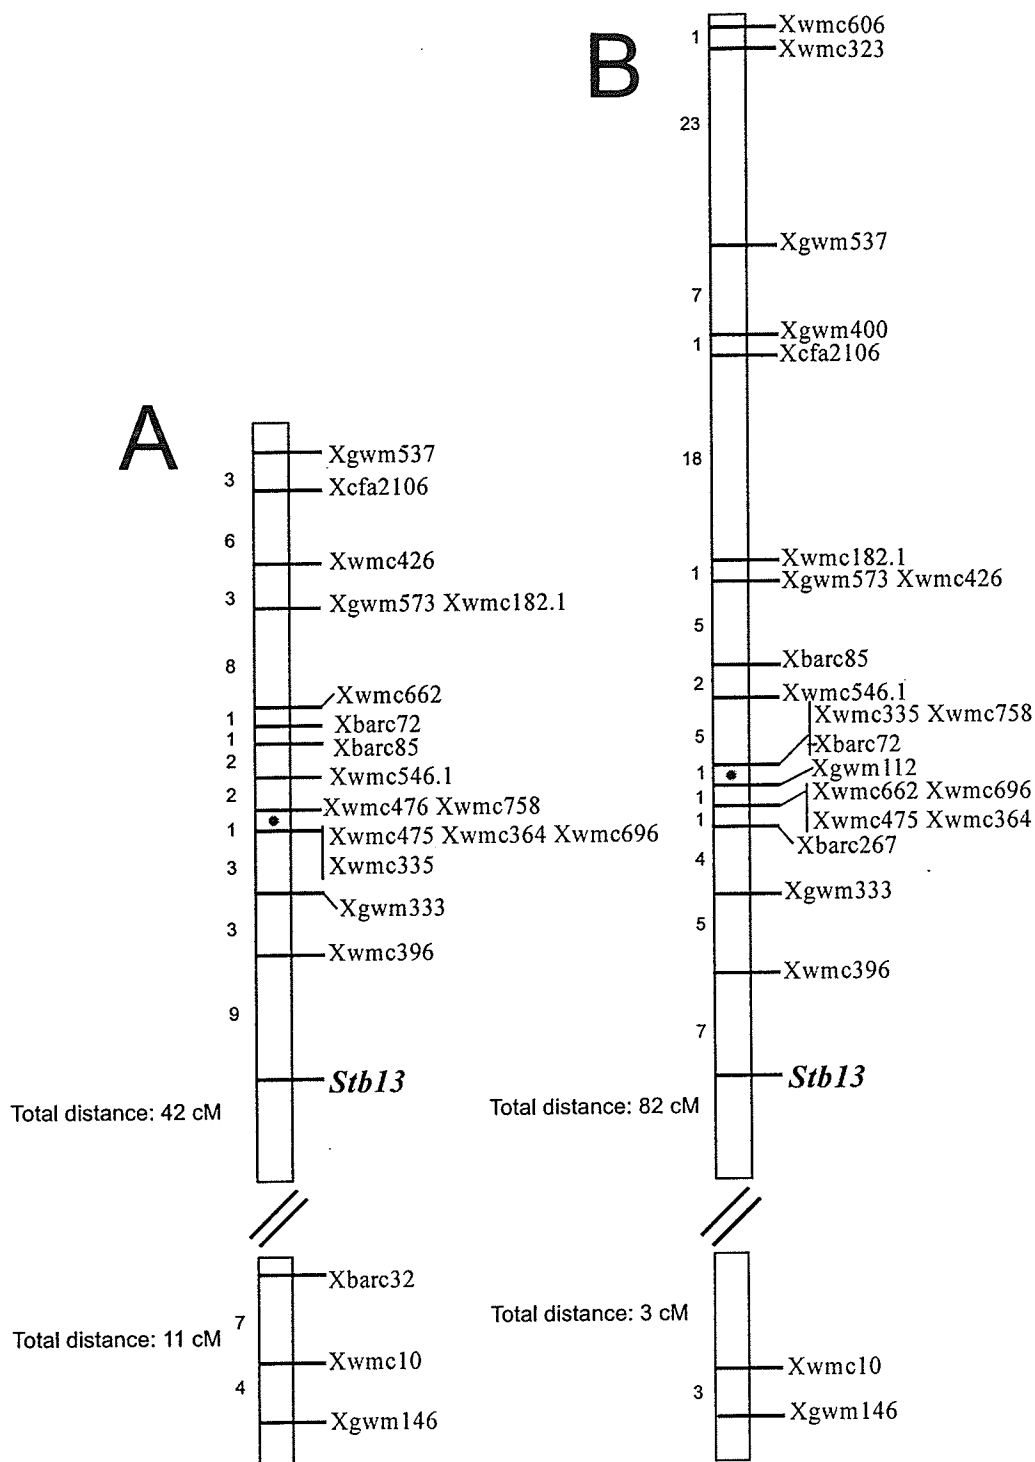 A
Xgwm537
3
Xcfa2106
6
Xwmc426
3
Xgwm573 Xwmc182.1
8
Xwmc662
1
Xbarc72
1
Xbarc85
2
Xwmc546.1
2
Xwmc476 Xwmc758
1
Xwmc475 Xwmc364 Xwmc696
Xwmc335
3
Xgwm333
3
Xwmc396
9
Stb13
Total distance: 42 cM
Xbarc32
7
Total distance: 11 cM
Xwmc10
4
Xgwm146
B
Xwmc606
1
Xwmc323
23
Xgwm537
7
Xgwm400
1
Xcfa2106
18
Xwmc182.1
1
Xgwm573 Xwmc426
5
Xbarc85
2
Xwmc546.1
5
Xwmc335 Xwmc758
Xbarc72
1
Xgwm112
1
Xwmc662 Xwmc696
Xwmc475 Xwmc364
1
Xbarc267
4
Xgwm333
5
Xwmc396
7
Stb13
Total distance: 82 cM
Total distance: 3 cM
Xwmc10
3
Xgwm146